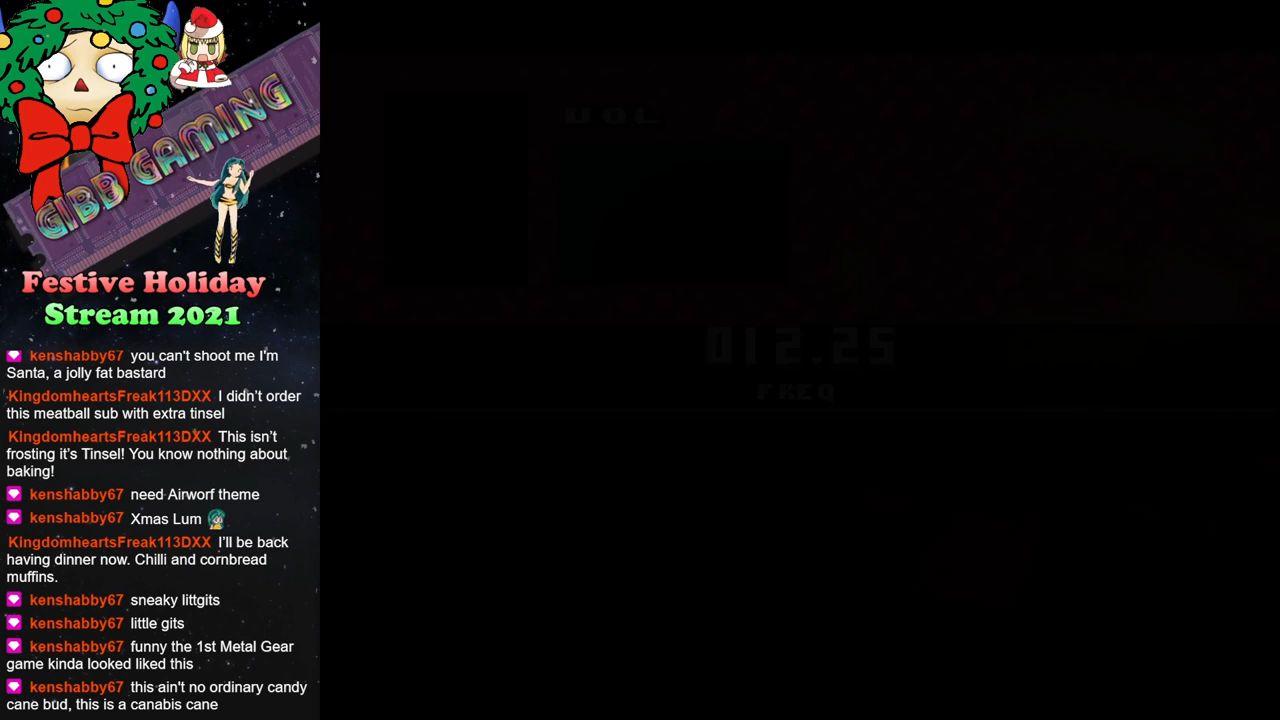 GIBB GAMING
Festive Holiday
Stream 2021
kenshabby67 you can't shoot me I'm
Santa, a jolly fat bastard
KingdomheartsFreak113DXX I didn't order
this meatball sub with extra tinsel
KingdomheartsFreak113DXX This isn't
frosting it's Tinsel! You know nothing about
baking!
kenshabby67 need Airworf theme
kenshabby67 Xmas Lum
KingdomheartsFreak113DXX I'll be back
having dinner now. Chilli and cornbread
muffins.
kenshabby67 sneaky littgits
kenshabby67 little gits
kenshabby67 funny the 1st Metal Gear
game kinda looked liked this
kenshabby67 this ain't no ordinary candy
cane bud, this is a canabis cane
VOL
012.25
FREQ